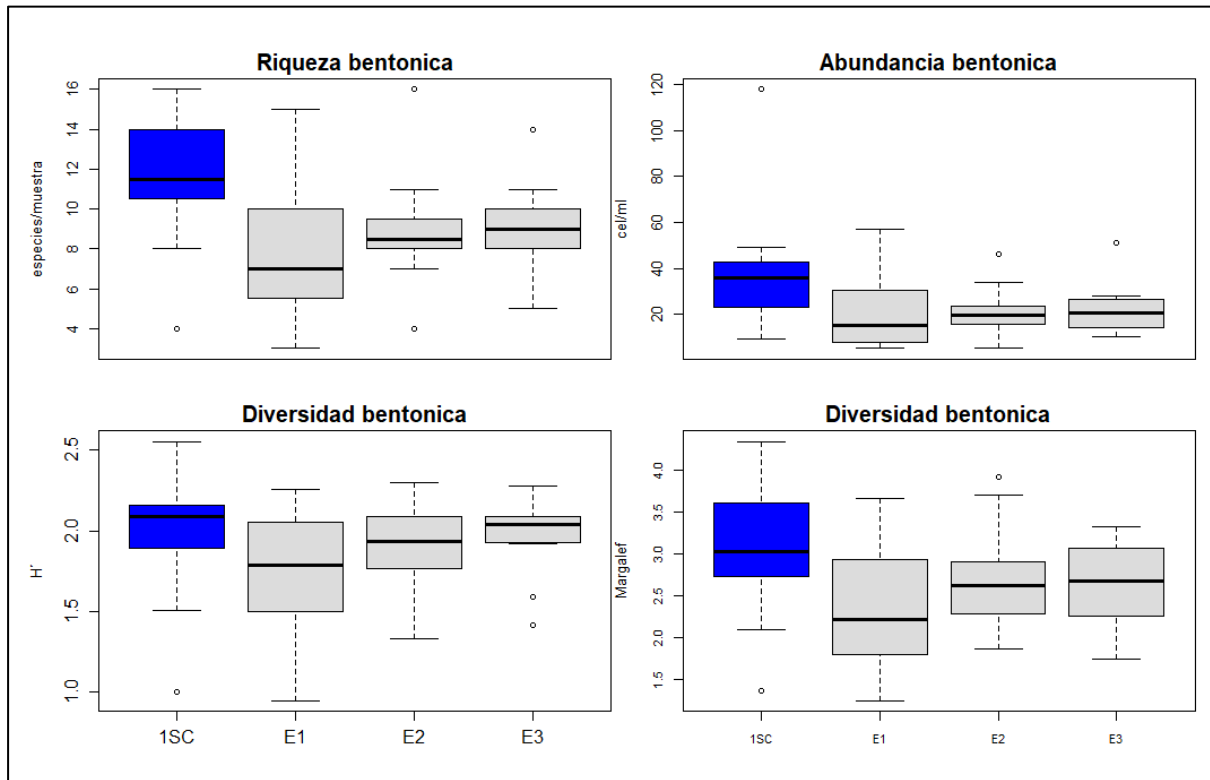 Riqueza bentonica
especies/muestra
16
14
12
10
8
6
4
Abundancia bentonica
cel/ml
120
100
80
60
40
20
Diversidad bentonica
H´
2.5
2.0
1.5
1.0
1SC E1 E2 E3
Diversidad bentonica
Margalef
4.0
3.5
3.0
2.5
2.0
1.5
1SC E1 E2 E3